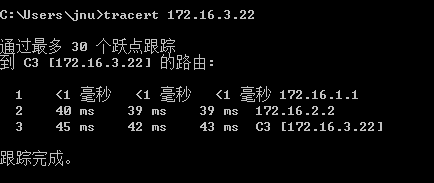 C:\Users\jnu>tracert 172.16.3.22
通过最多 30 个跃点跟踪
到 C3 [172.16.3.22] 的路由:
1 <1 毫秒 <1 毫秒 <1 毫秒 172.16.1.1
2 40 ms 39 ms 39 ms 172.16.2.2
3 45 ms 42 ms 43 ms C3 [172.16.3.22]
跟踪完成。